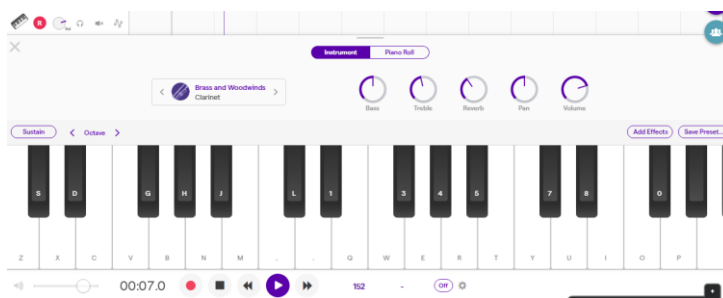 R
Instrument Piano Roll
Brass and Woodwinds
Clarinet
Bass Treble Reverb Pan Volume
Sustain < Octave > Add Effects Save Preset...
S D G H J L 1 3 4 5 7 8 0
Z X C V B N M , . Q W E R T Y U I O P
00:07.0 152 - Off